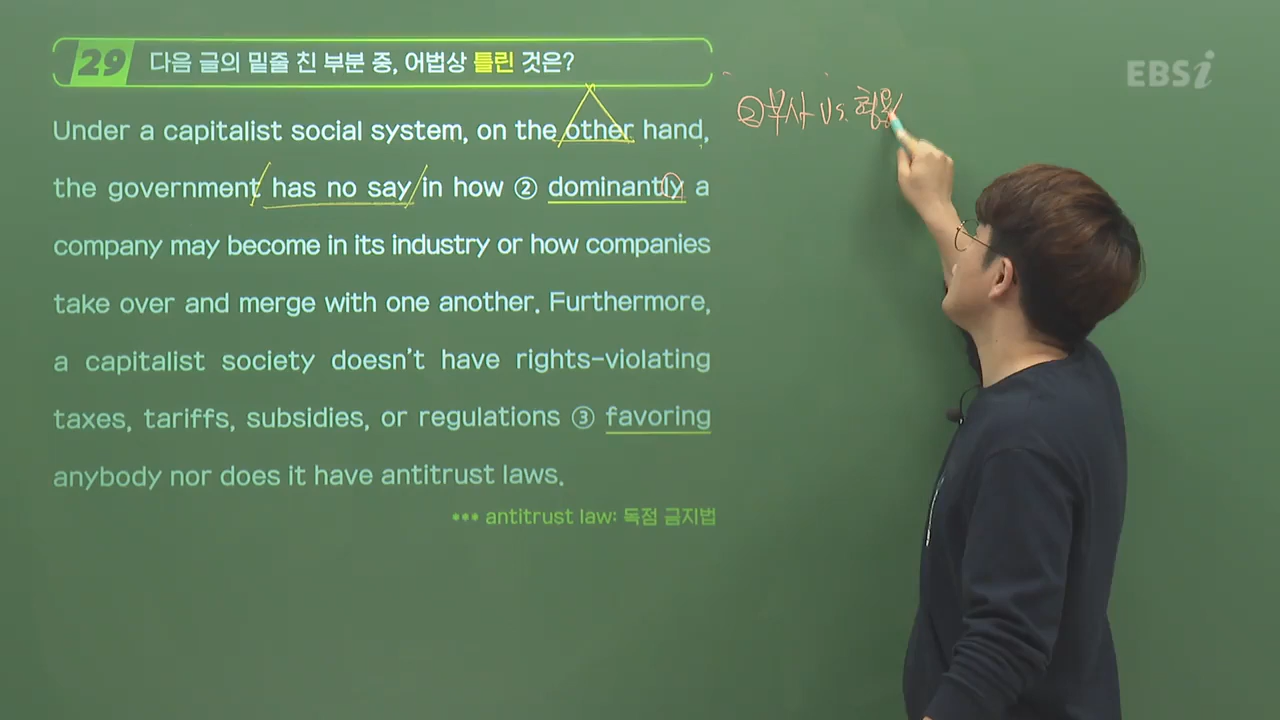 29 다음 글의 밑줄 친 부분 중, 어법상 틀린 것은?
EBSi
② 부사 vs. 형용
Under a capitalist social system, on the other hand,
the government has no say in how ② dominantly a
company may become in its industry or how companies
take over and merge with one another. Furthermore,
a capitalist society doesn't have rights-violating
taxes, tariffs, subsidies, or regulations ③ favoring
anybody nor does it have antitrust laws.
*** antitrust law: 독점 금지법